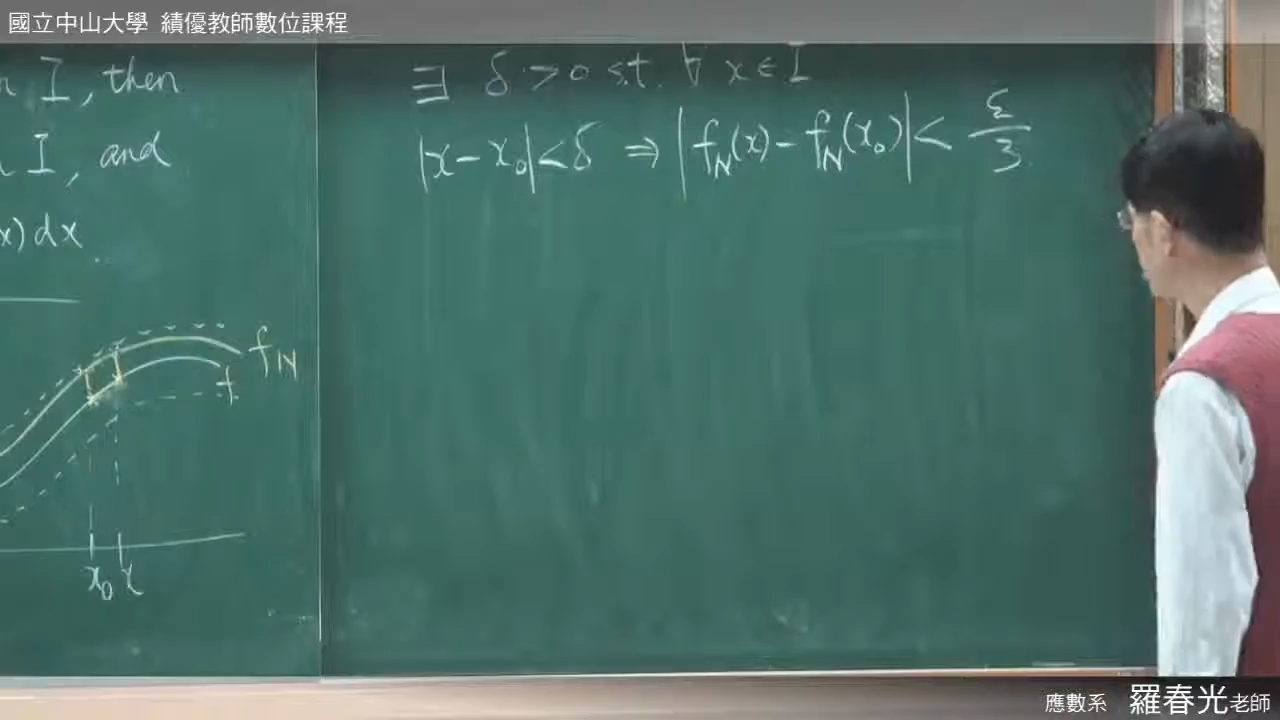 國立中山大學 績優教師數位課程
n I, then
n I, and
x) dx
f_N
f
x₀ x
∃ δ > 0 s.t. ∀ x ∈ I
|x - x₀| < δ ⇒ |f_N(x) - f_N(x₀)| < ε/3
應數系 羅春光老師